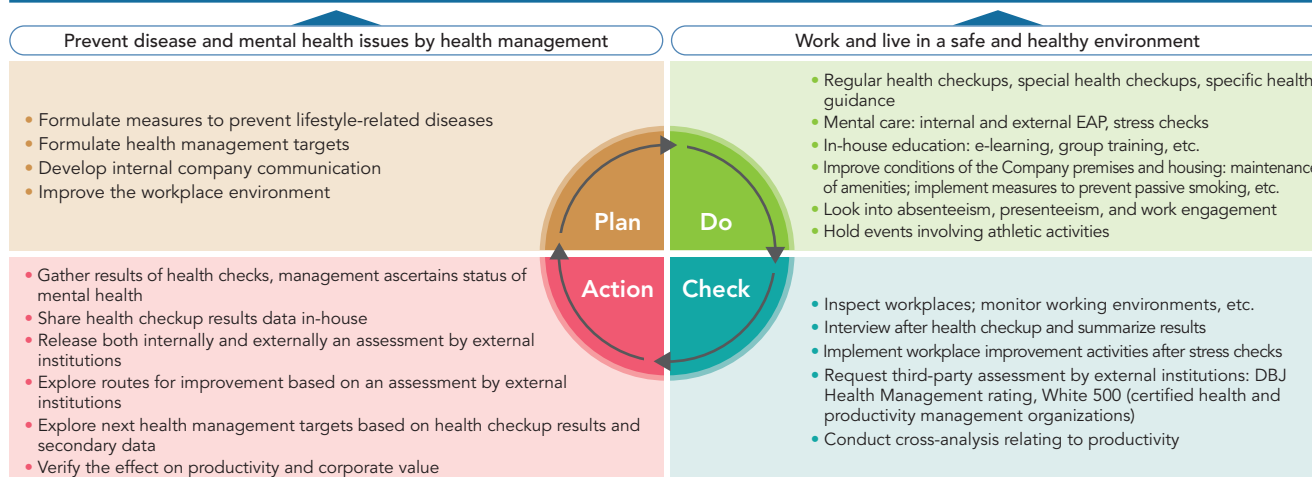 Prevent disease and mental health issues by health management
Work and live in a safe and healthy environment
• Formulate measures to prevent lifestyle-related diseases
• Formulate health management targets
• Develop internal company communication
• Improve the workplace environment
Plan
• Regular health checkups, special health checkups, specific health
guidance
• Mental care: internal and external EAP, stress checks
• In-house education: e-learning, group training, etc.
• Improve conditions of the Company premises and housing: maintenance
of amenities; implement measures to prevent passive smoking, etc.
• Look into absenteeism, presenteeism, and work engagement
• Hold events involving athletic activities
Do
• Gather results of health checks, management ascertains status of
mental health
• Share health checkup results data in-house
• Release both internally and externally an assessment by external
institutions
• Explore routes for improvement based on an assessment by external
institutions
• Explore next health management targets based on health checkup results and
secondary data
• Verify the effect on productivity and corporate value
Action
Check
• Inspect workplaces; monitor working environments, etc.
• Interview after health checkup and summarize results
• Implement workplace improvement activities after stress checks
• Request third-party assessment by external institutions: DBJ
Health Management rating, White 500 (certified health and
productivity management organizations)
• Conduct cross-analysis relating to productivity